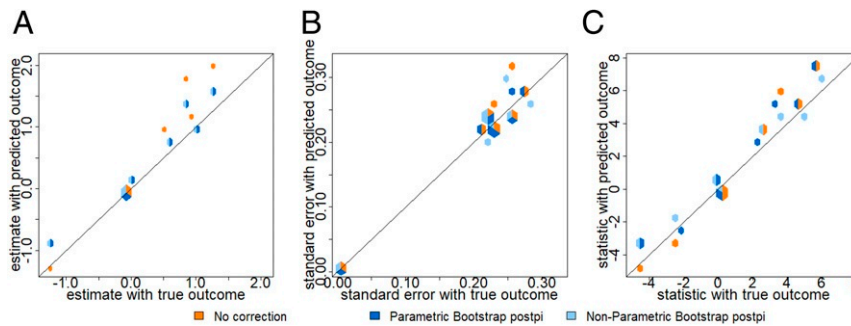 A
B
C
estimate with predicted outcome
2.0
1.0
0.0
-1.0
-1.0
0.0
1.0
2.0
estimate with true outcome
standard error with predicted outcome
0.30
0.20
0.10
0.00
0.00
0.10
0.20
0.30
standard error with true outcome
statistic with predicted outcome
8
6
4
2
0
-2
-4
-4
-2
0
2
4
6
statistic with true outcome
No correction
Parametric Bootstrap postpi
Non-Parametric Bootstrap postpi